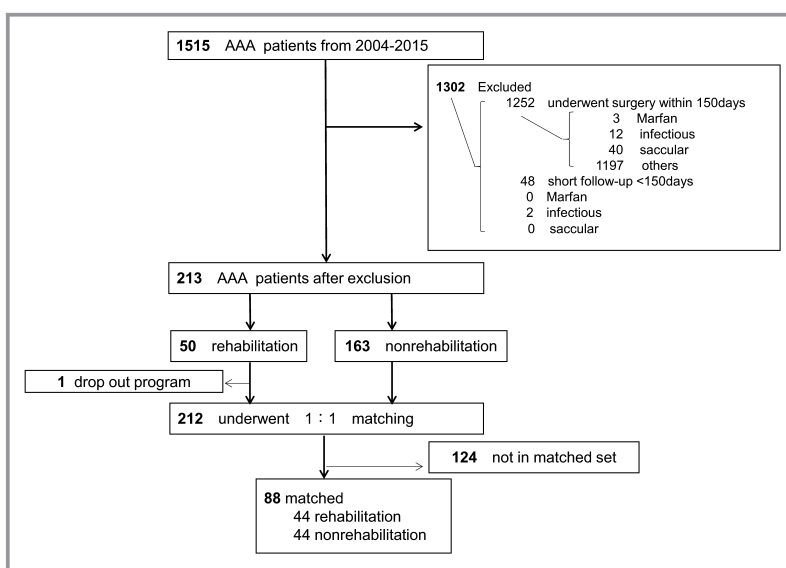 1515 AAA patients from 2004-2015
1302 Excluded
1252 underwent surgery within 150days
3 Marfan
12 infectious
40 saccular
1197 others
48 short follow-up <150days
0 Marfan
2 infectious
0 saccular
213 AAA patients after exclusion
50 rehabilitation
163 nonrehabilitation
1 drop out program
212 underwent 1:1 matching
124 not in matched set
88 matched
44 rehabilitation
44 nonrehabilitation